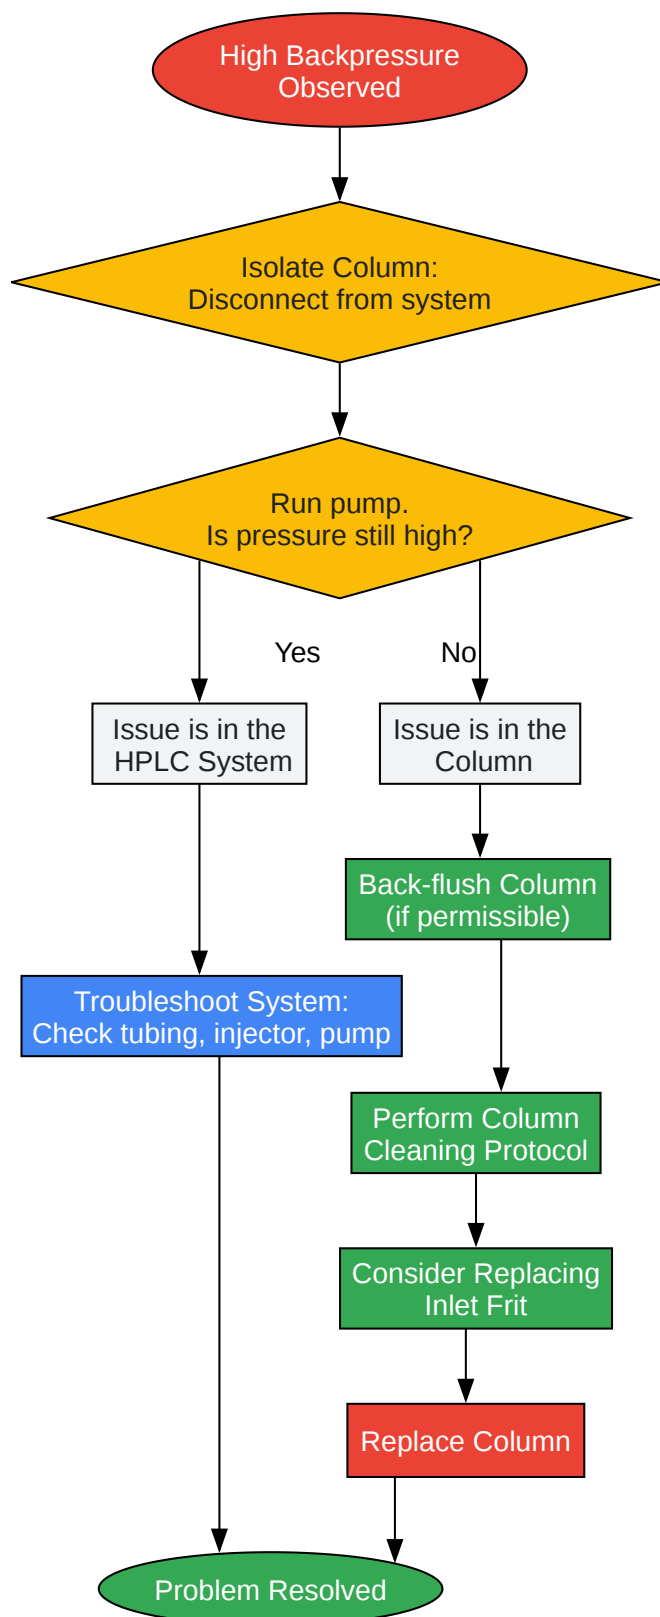 High Backpressure
Observed
Isolate Column:
Disconnect from system
Run pump.
Is pressure still high?
Yes
No
Issue is in the
HPLC System
Issue is in the
Column
Back-flush Column
(if permissible)
Troubleshoot System:
Check tubing, injector, pump
Perform Column
Cleaning Protocol
Consider Replacing
Inlet Frit
Replace Column
Problem Resolved